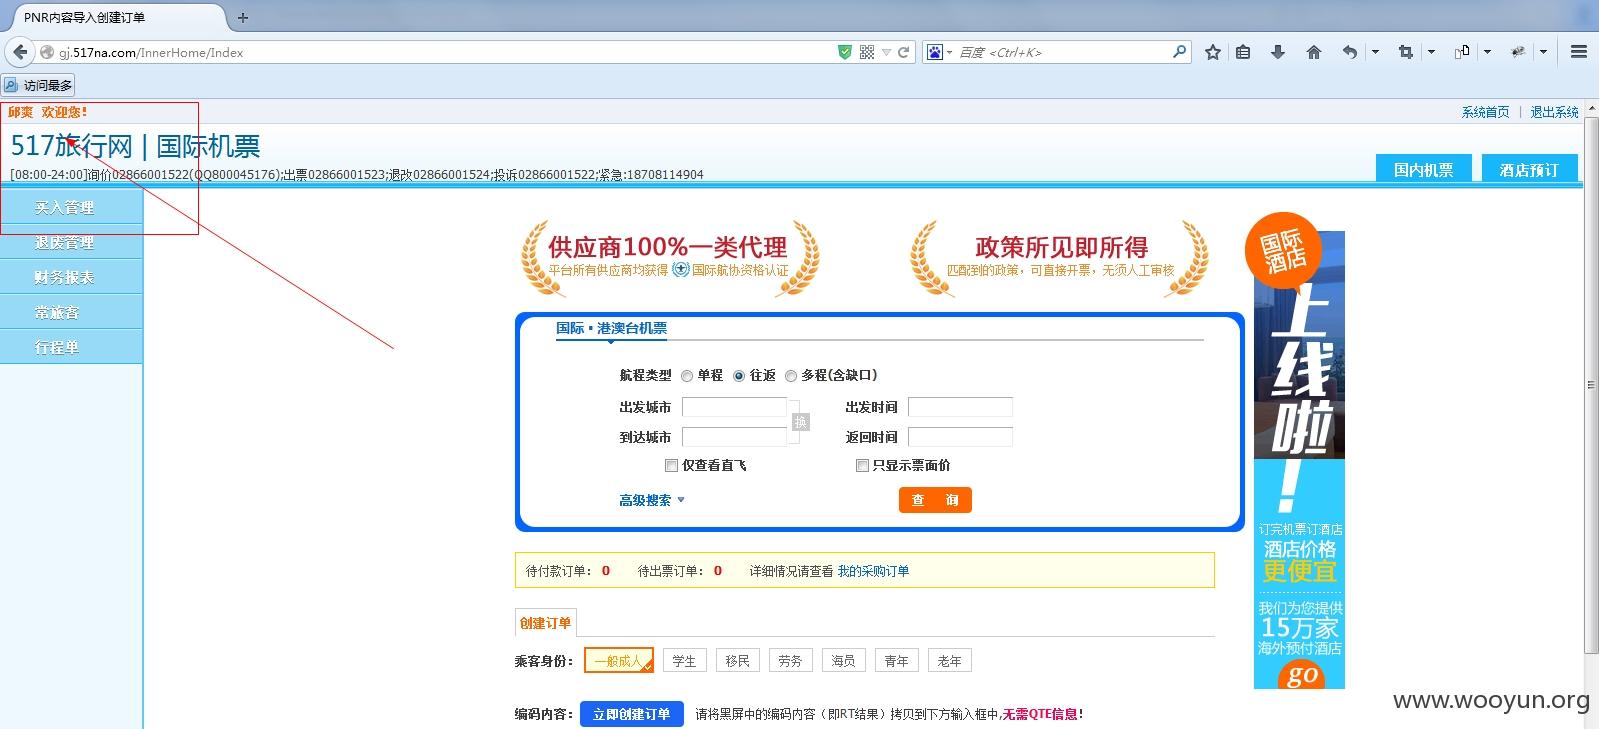 PNR内容导入创建订单
gj.517na.com/InnerHome/Index
百度 <Ctrl+K>
访问最多
邱爽 欢迎您!
系统首页 | 退出系统
517旅行网 | 国际机票
[08:00-24:00]询价02866001522(QQ800045176);出票02866001523;退改02866001524;投诉02866001522;紧急:18708114904
国内机票
酒店预订
买入管理
退废管理
财务报表
常旅客
行程单
供应商100%一类代理
平台所有供应商均获得 国际航协资格认证
政策所见即所得
匹配到的政策，可直接开票，无须人工审核
国际·港澳台机票
航程类型 单程 往返 多程(含缺口)
出发城市
出发时间
换
到达城市
返回时间
仅查看直飞
只显示票面价
高级搜索
查 询
待付款订单: 0 待出票订单: 0 详细情况请查看 我的采购订单
创建订单
乘客身份: 一般成人 学生 移民 劳务 海员 青年 老年
编码内容: 立即创建订单 请将黑屏中的编码内容（即RT结果）拷贝到下方输入框中,无需QTE信息!
国际
酒店
上线啦!
订完机票订酒店
酒店价格
更便宜
我们为您提供
15万家
海外预付酒店
go
www.wooyun.org